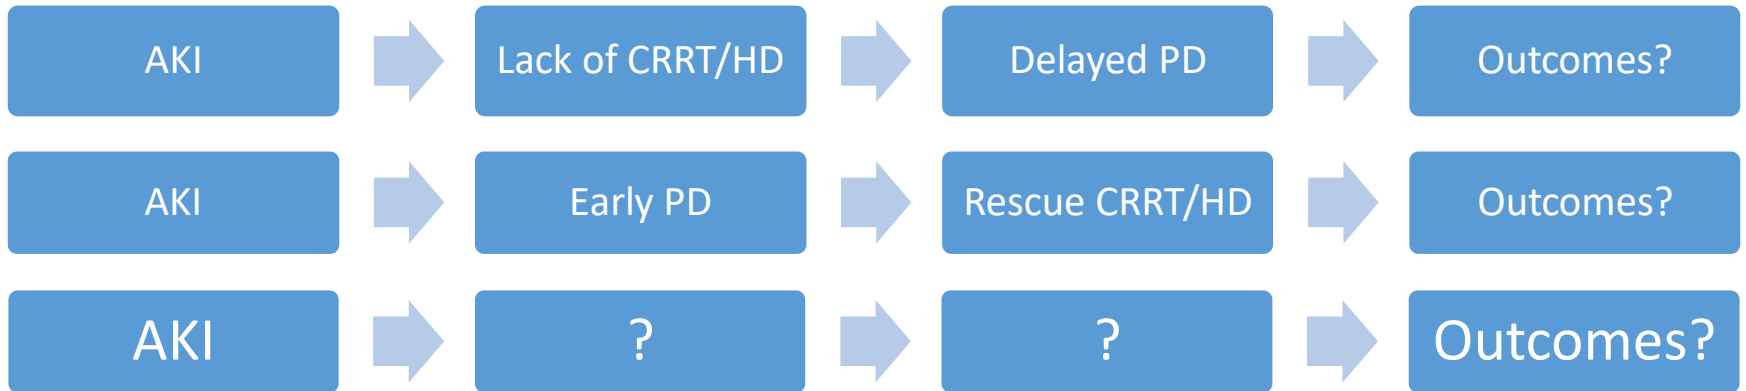 AKI
Lack of CRRT/HD
Delayed PD
Outcomes?
AKI
Early PD
Rescue CRRT/HD
Outcomes?
AKI
?
?
Outcomes?